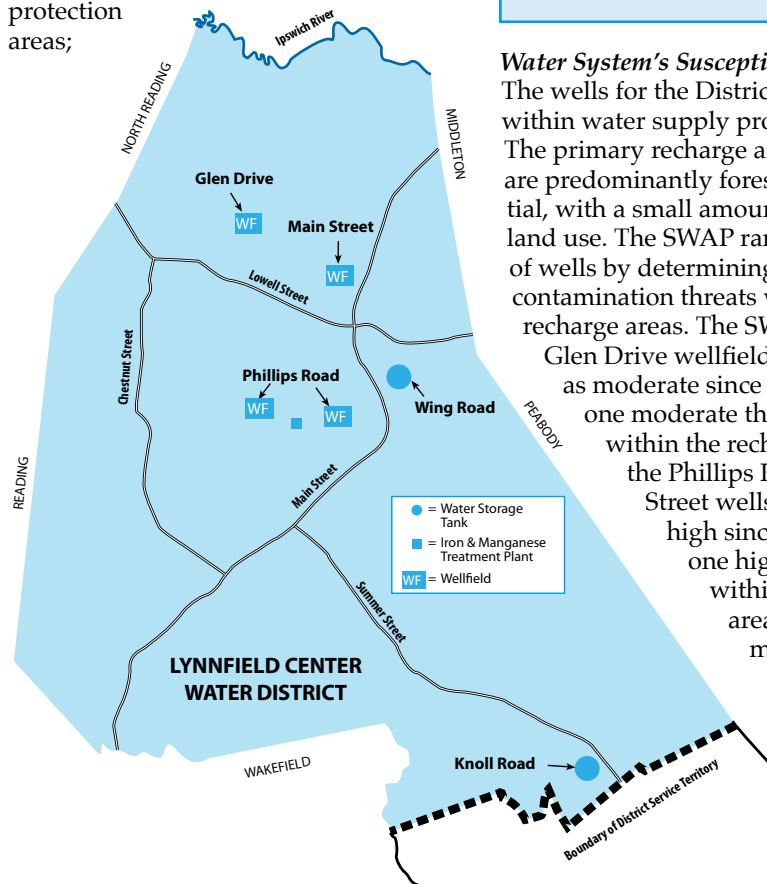 protection
areas;
Ipswich River
NORTH READING
MIDDLETON
Glen Drive
WF
Main Street
WF
Lowell Street
Chestnut Street
Phillips Road
WF
WF
Wing Road
PEABODY
READING
Main Street
= Water Storage
Tank
= Iron & Manganese
Treatment Plant
WF = Wellfield
Summer Street
LYNNFIELD CENTER
WATER DISTRICT
WAKEFIELD
Knoll Road
Boundary of District Service Territory
Water System's Suscepti
The wells for the Distric
within water supply pro
The primary recharge ar
are predominantly fores
tial, with a small amoun
land use. The SWAP ran
of wells by determining
contamination threats w
recharge areas. The SW
Glen Drive wellfield
as moderate since
one moderate thr
within the rech
the Phillips R
Street wells
high since
one hig
within
area
m